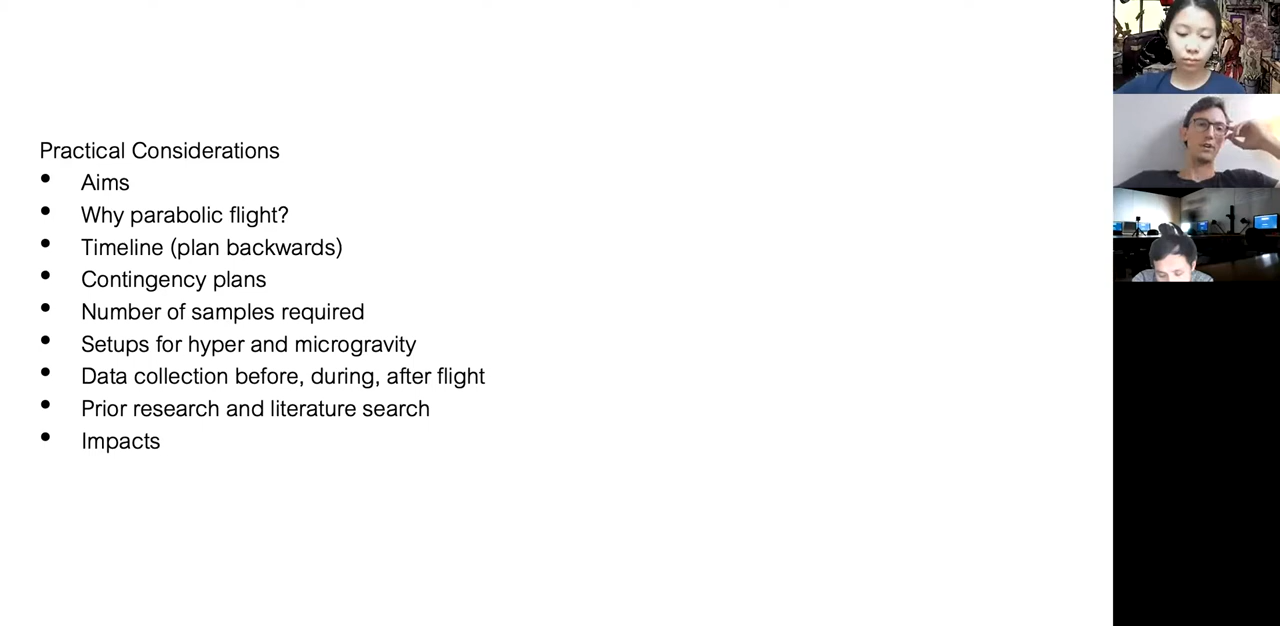 Practical Considerations
• Aims
• Why parabolic flight?
• Timeline (plan backwards)
• Contingency plans
• Number of samples required
• Setups for hyper and microgravity
• Data collection before, during, after flight
• Prior research and literature search
• Impacts